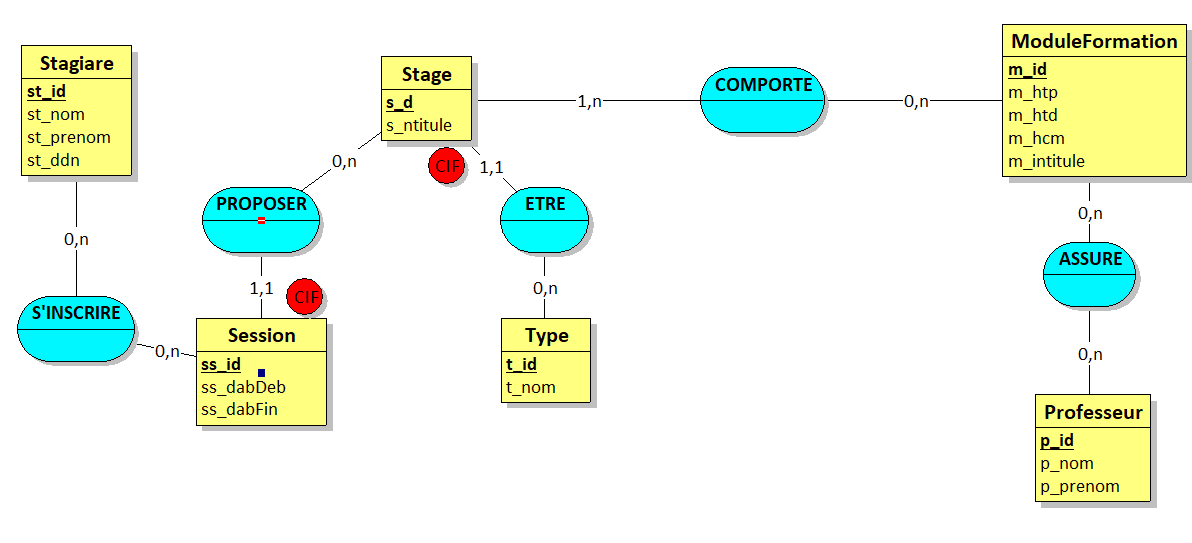 Stagiare
st_id
st_nom
st_prenom
st_ddn
0,n
S'INSCRIRE
0,n
Stage
s_d
s_ntitule
CIF
0,n
PROPOSER
1,1
CIF
Session
ss_id
ss_dabDeb
ss_dabFin
1,1
ETRE
0,n
Type
t_id
t_nom
1,n
COMPORTE
0,n
ModuleFormation
m_id
m_htp
m_htd
m_hcm
m_intitule
0,n
ASSURE
0,n
Professeur
p_id
p_nom
p_prenom